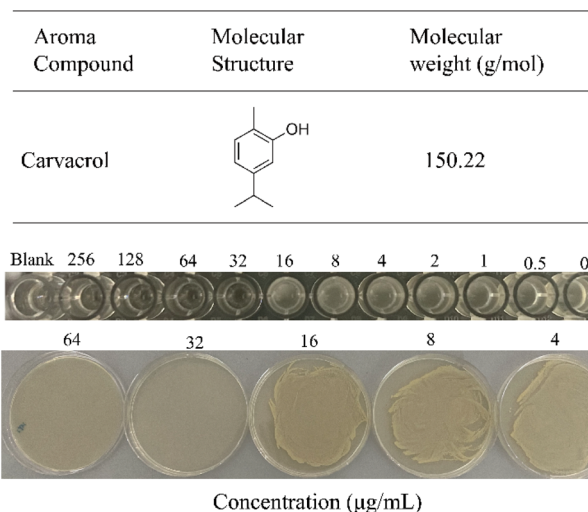 Aroma Compound
Molecular Structure
Molecular weight (g/mol)
Carvacrol
OH
150.22
Blank 256 128 64 32 16 8 4 2 1 0.5 0
64 32 16 8 4
Concentration (μg/mL)